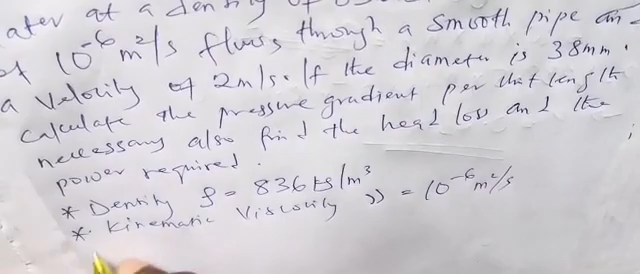 ater at a density of
of 10⁻⁶ m²/s flows through a smooth pipe an-
a velocity of 2m/s. If the diameter is 38mm.
Calculate the pressure gradient per unit length
necessary also find the head loss and the
power required.
* Density ρ = 836 kg/m³
* Kinematic Viscosity ν = 10⁻⁶ m²/s